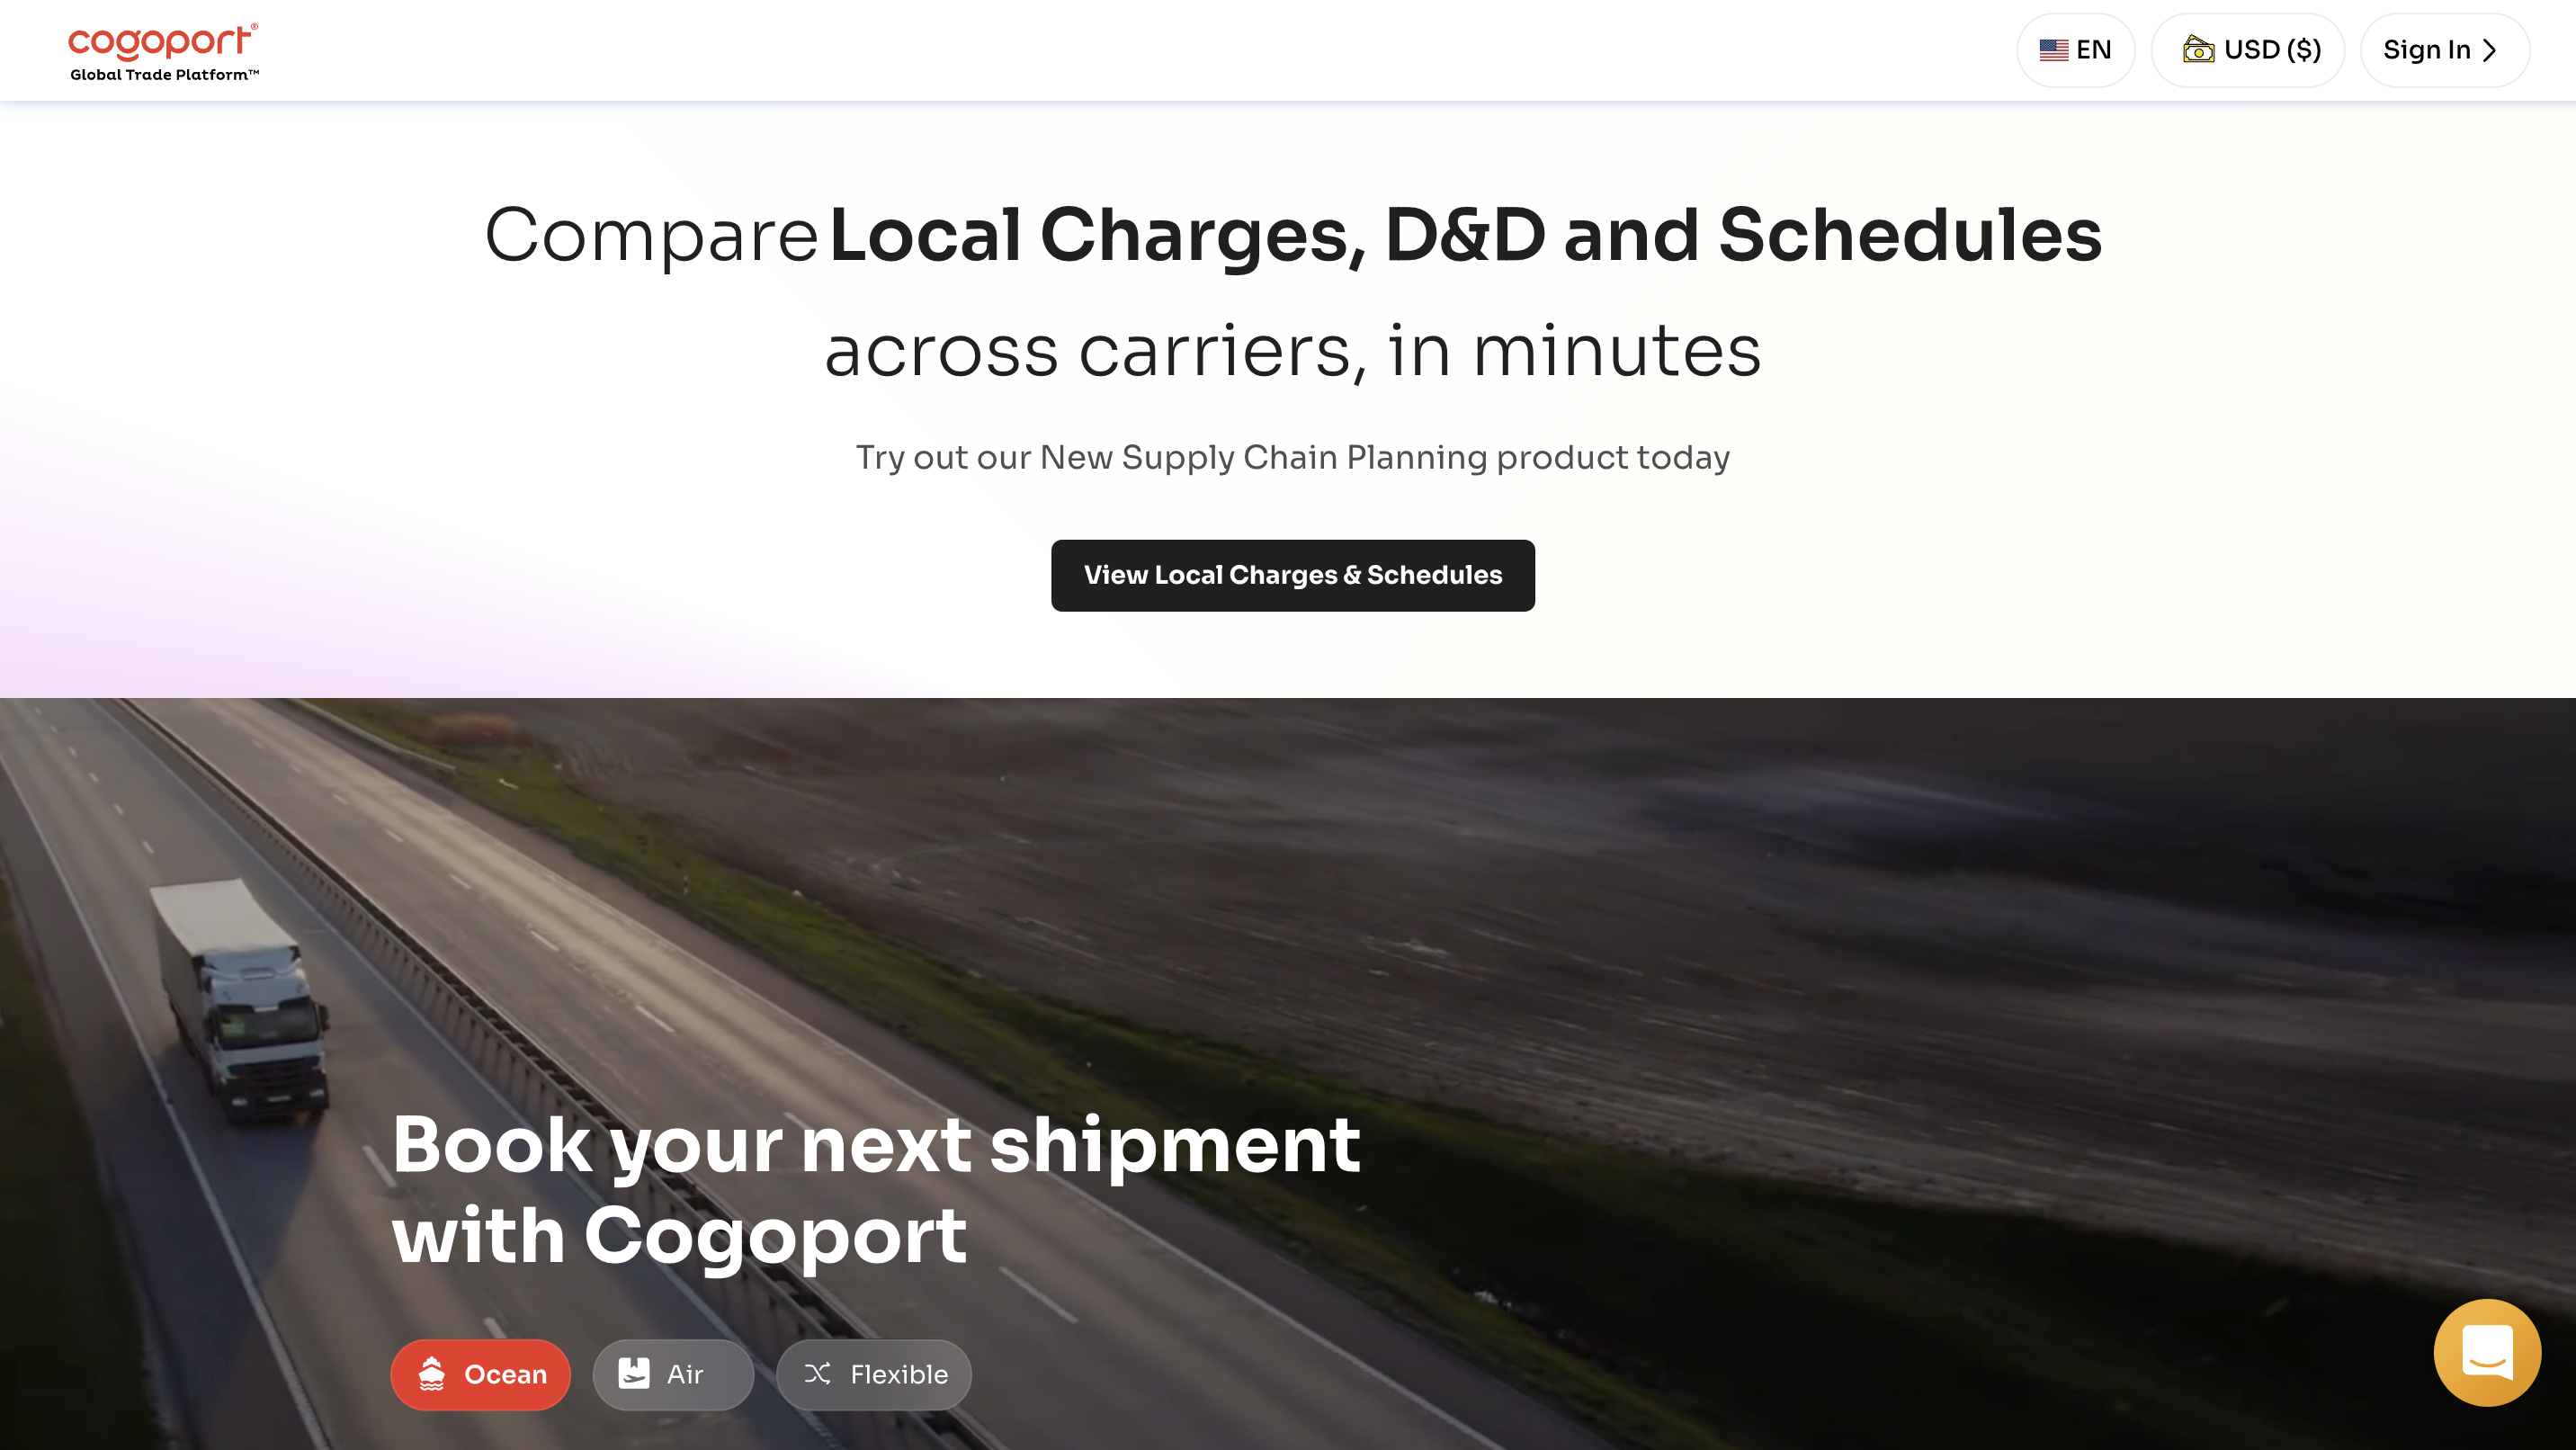 cogoport®
Global Trade Platform™
EN
USD ($)
Sign In
Compare Local Charges, D&D and Schedules
across carriers, in minutes
Try out our New Supply Chain Planning product today
View Local Charges & Schedules
Book your next shipment
with Cogoport
Ocean
Air
Flexible